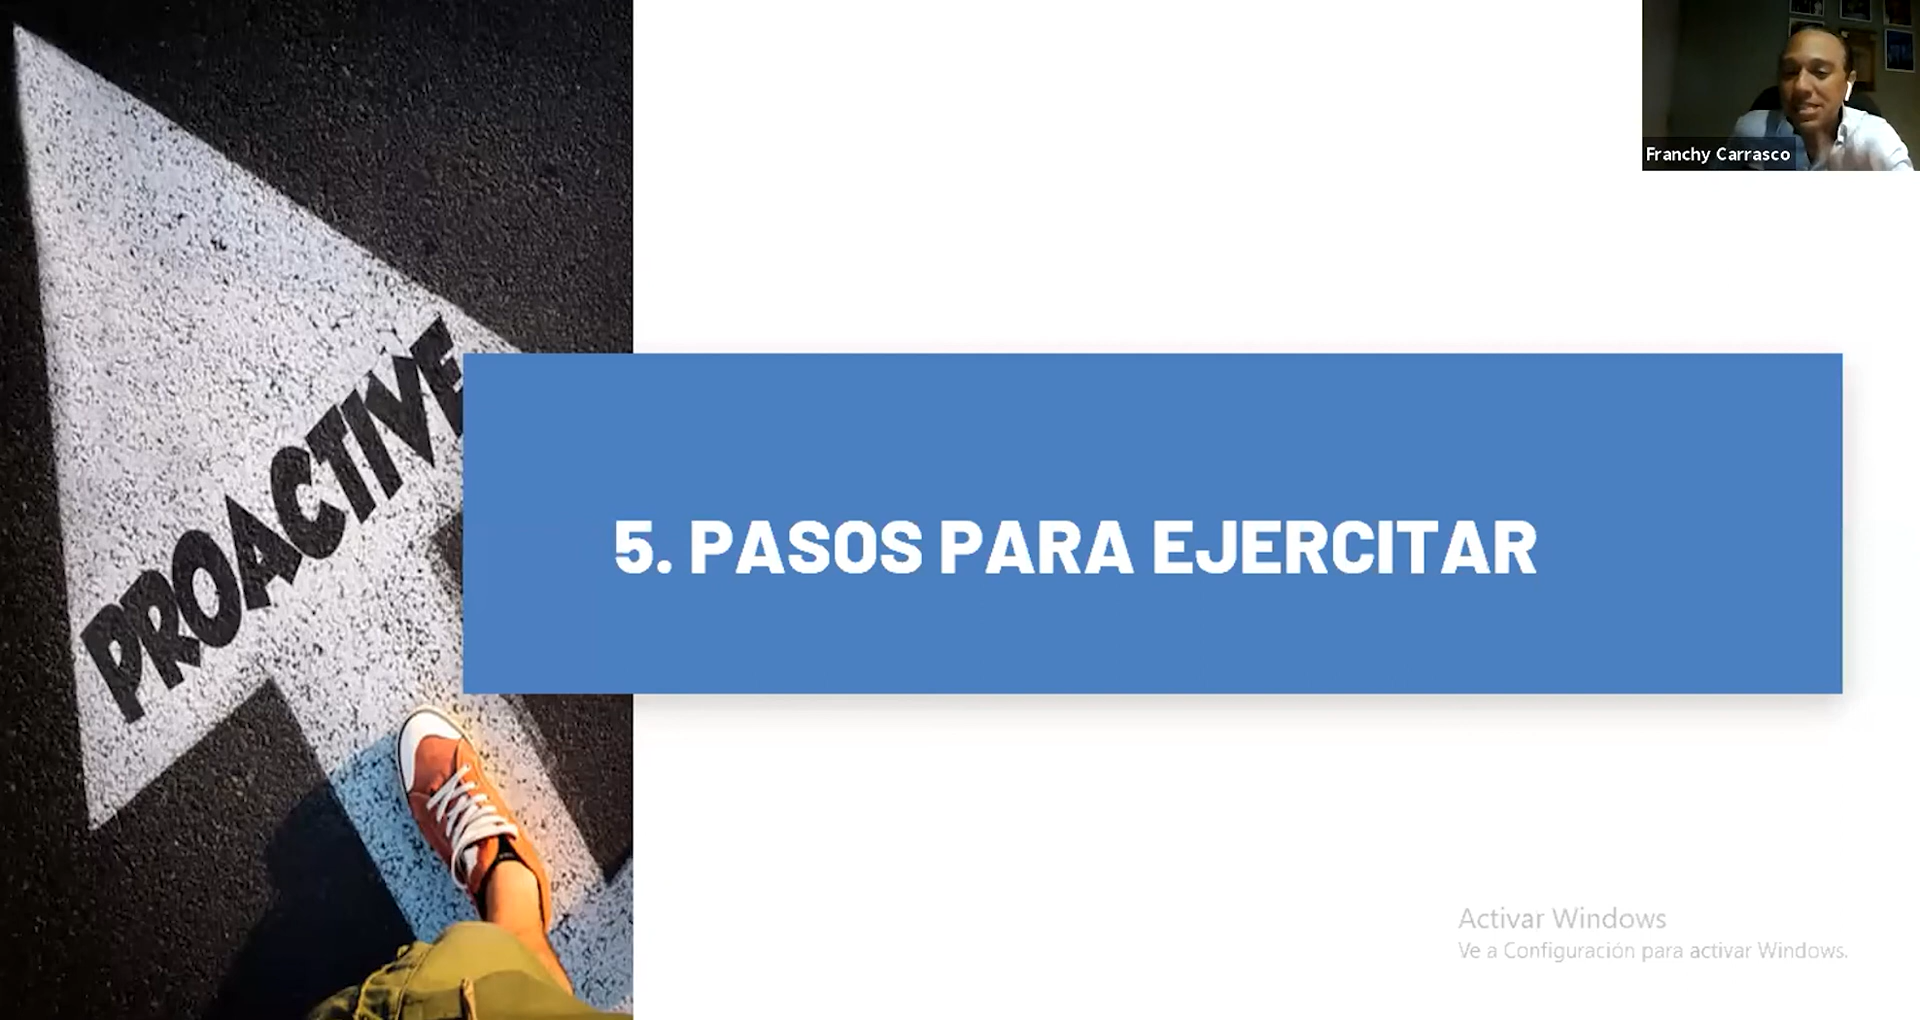 Franchy Carrasco
PROACTIVE
5. PASOS PARA EJERCITAR
Activar Windows
Ve a Configuración para activar Windows.